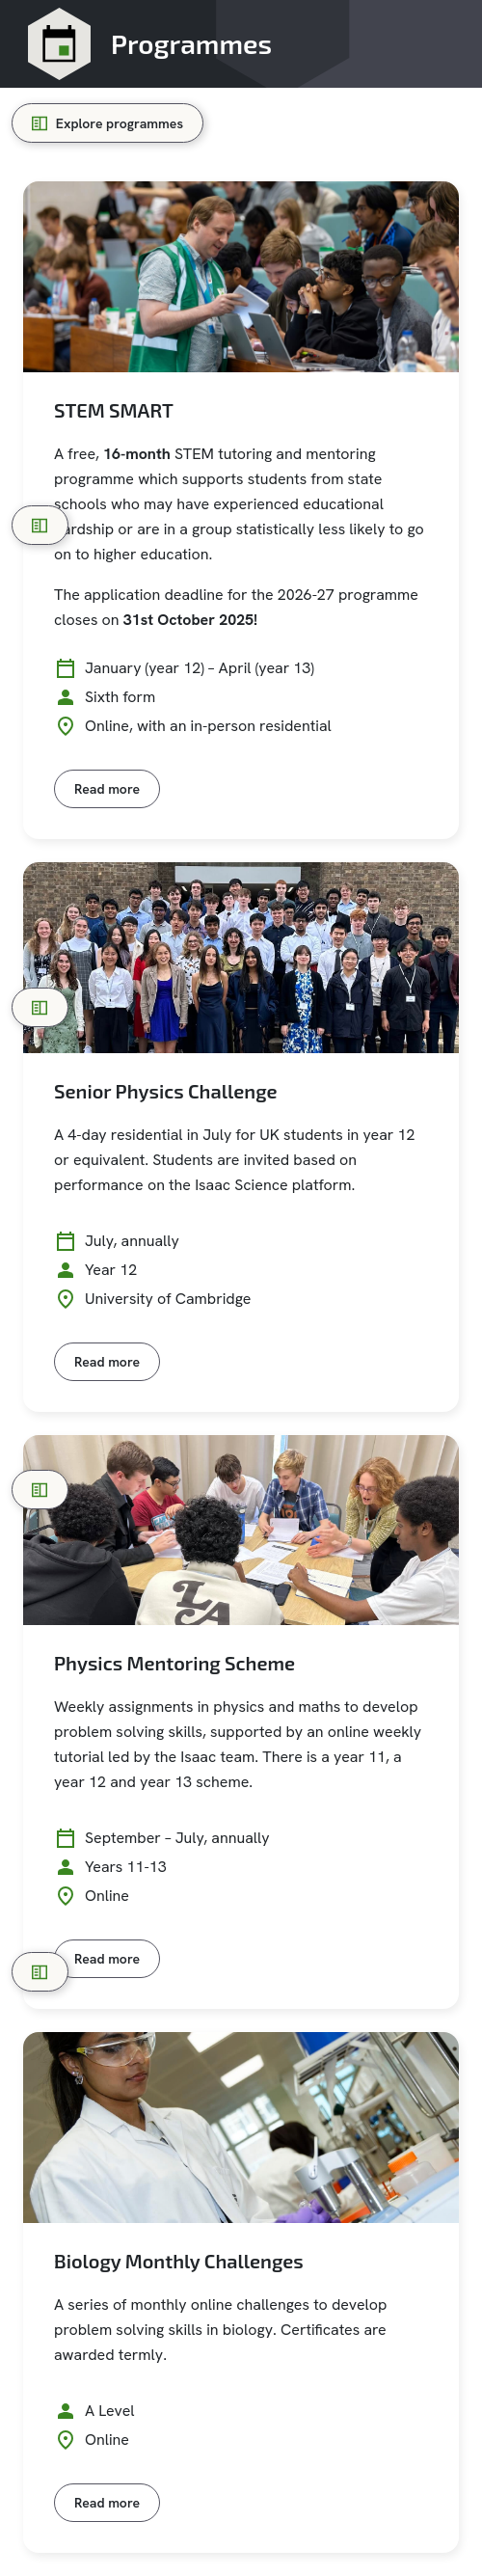 Programmes
Explore programmes
STEM SMART
A free, 16-month STEM tutoring and mentoring
programme which supports students from state
schools who may have experienced educational
hardship or are in a group statistically less likely to go
on to higher education.
The application deadline for the 2026-27 programme
closes on 31st October 2025!
January (year 12) – April (year 13)
Sixth form
Online, with an in-person residential
Read more
Senior Physics Challenge
A 4-day residential in July for UK students in year 12
or equivalent. Students are invited based on
performance on the Isaac Science platform.
July, annually
Year 12
University of Cambridge
Read more
LA
Physics Mentoring Scheme
Weekly assignments in physics and maths to develop
problem solving skills, supported by an online weekly
tutorial led by the Isaac team. There is a year 11, a
year 12 and year 13 scheme.
September – July, annually
Years 11-13
Online
Read more
Biology Monthly Challenges
A series of monthly online challenges to develop
problem solving skills in biology. Certificates are
awarded termly.
A Level
Online
Read more